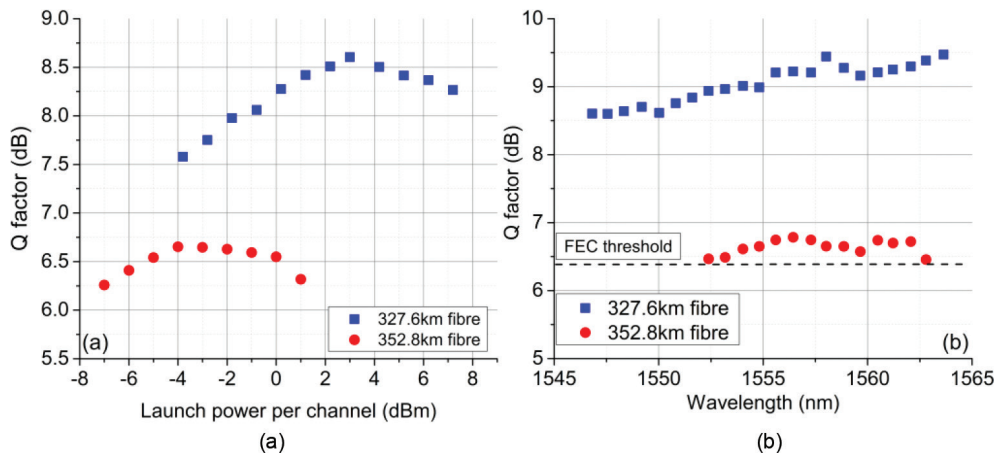 9.0
8.5
8.0
7.5
7.0
6.5
6.0
5.5
Q factor (dB)
-8 -6 -4 -2 0 2 4 6 8
Launch power per channel (dBm)
327.6km fibre
352.8km fibre
(a)
(a)
10
9
8
7
6
5
Q factor (dB)
FEC threshold
327.6km fibre
352.8km fibre
(b)
1545 1550 1555 1560 1565
Wavelength (nm)
(b)